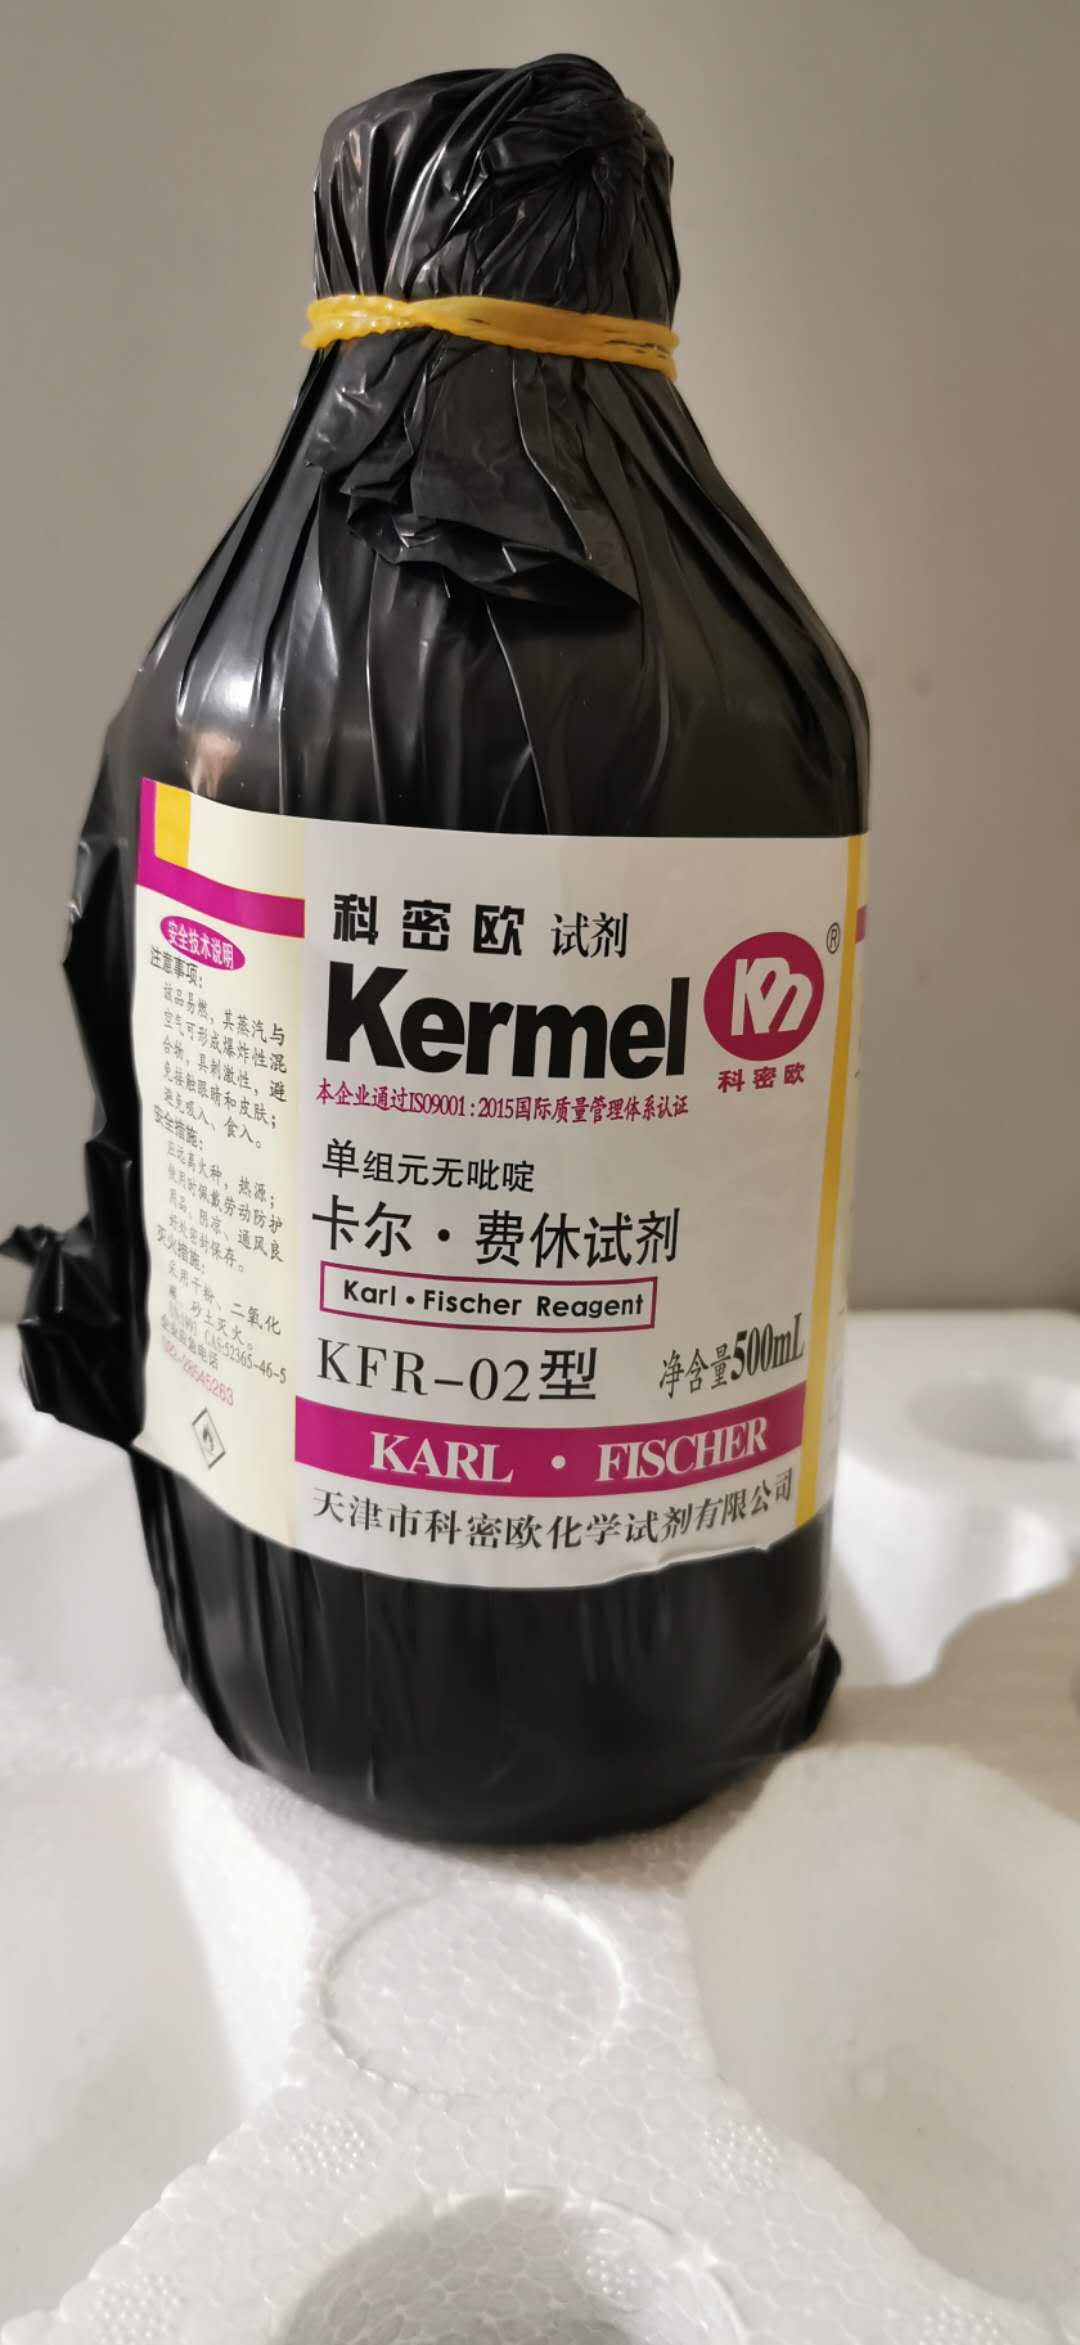 科密欧 试剂
Kermel
®
Km
科密欧
本企业通过ISO9001:2015国际质量管理体系认证
单组元无吡啶
卡尔·费休试剂
Karl·Fischer Reagent
KFR-02型
净含量500mL
KARL · FISCHER
天津市科密欧化学试剂有限公司
安全技术说明
注意事项:
该品易燃,其蒸汽与
空气可形成爆炸性混
合物,具刺激性,避
免接触眼睛和皮肤;
避免吸入、食入。
安全措施:
应远离火种,热源;
使用时佩戴劳动防护
用品。阴凉、通风良
好处密封保存。
灭火措施:
采用干粉、二氧化
碳、砂土灭火。
CAS:52365-46-5
企业应急电话